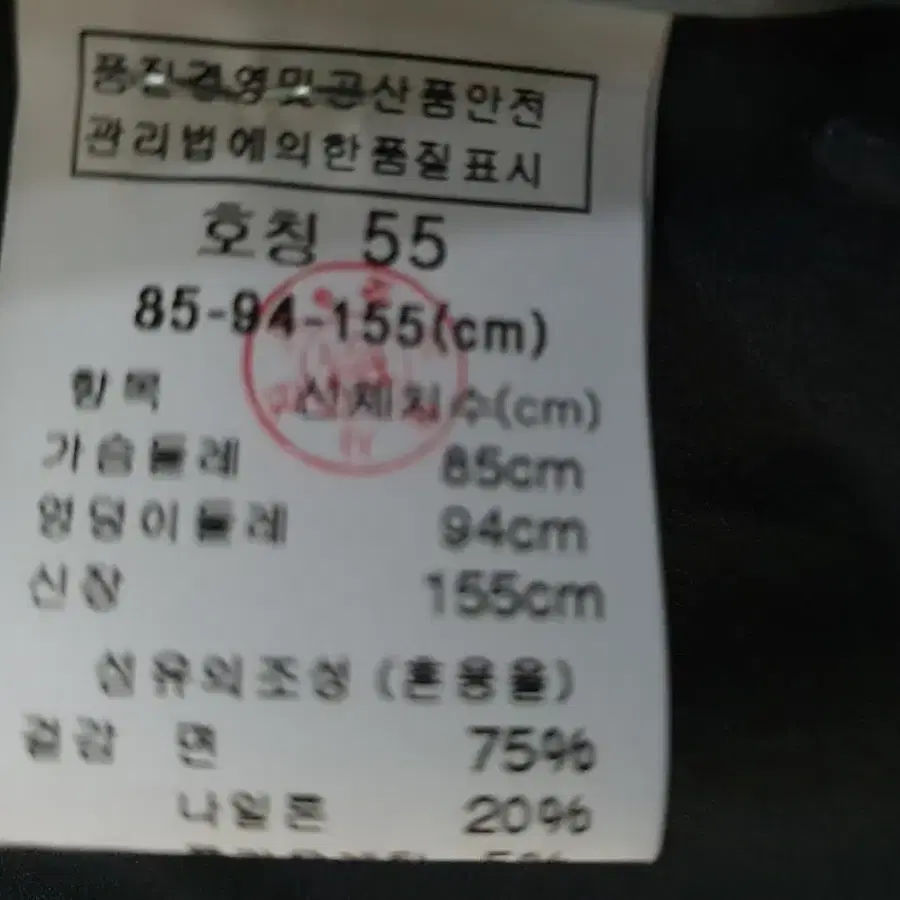 품질경영및공산품안전
관리법에의한품질표시
호칭 55
85-94-155(cm)
항목 신체치수(cm)
가슴둘레 85cm
엉덩이둘레 94cm
신장 155cm
섬유의조성 (혼용율)
겉감 면 75%
나일론 20%
5%